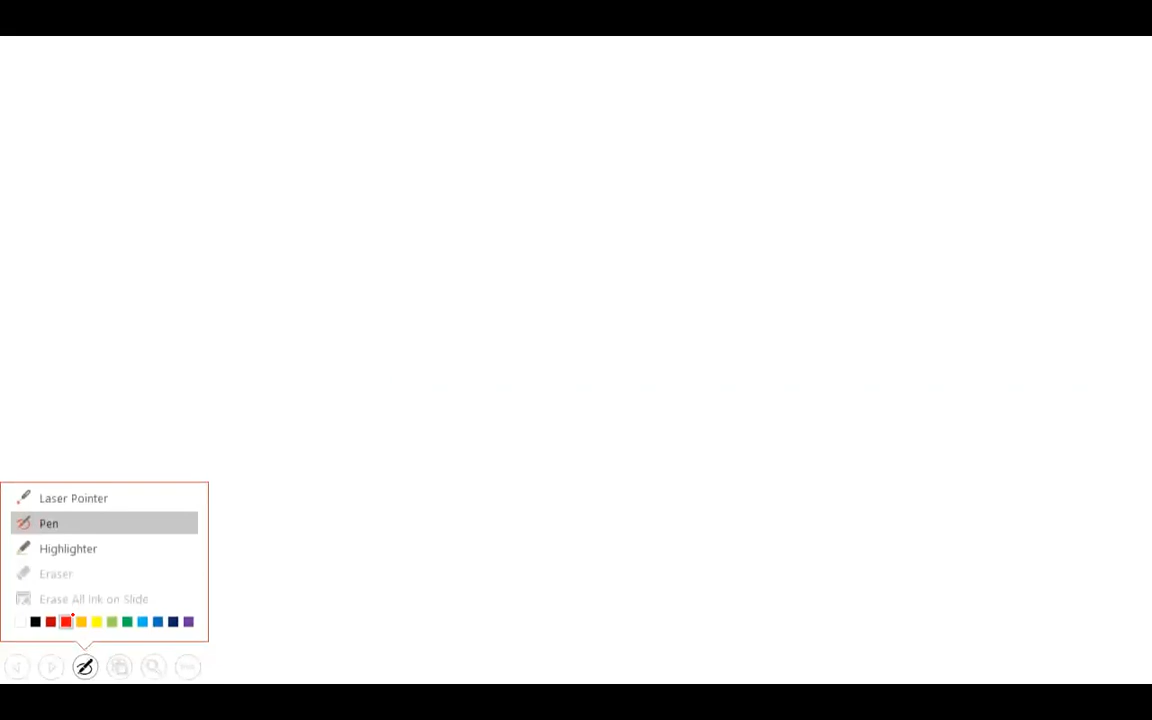 Laser Pointer
Pen
Highlighter
Eraser
Erase All Ink on Slide